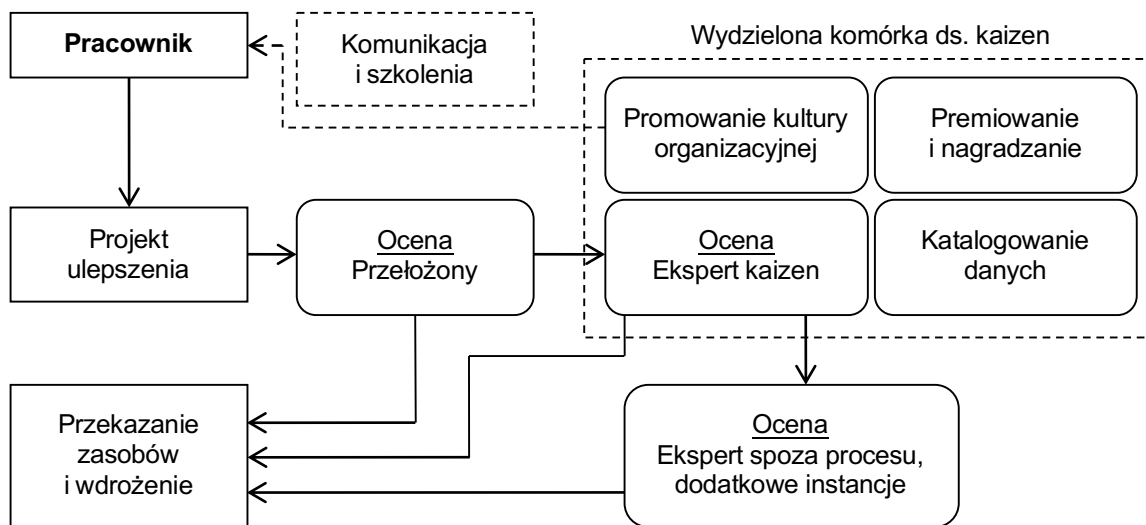 Pracownik
Komunikacja
i szkolenia
Wydzielona komórka ds. kaizen
Promowanie kultury
organizacyjnej
Premiowanie
i nagradzanie
Projekt
ulepszenia
Ocena
Przełożony
Ocena
Ekspert kaizen
Katalogowanie
danych
Przekazanie
zasobów
i wdrożenie
Ocena
Ekspert spoza procesu,
dodatkowe instancje